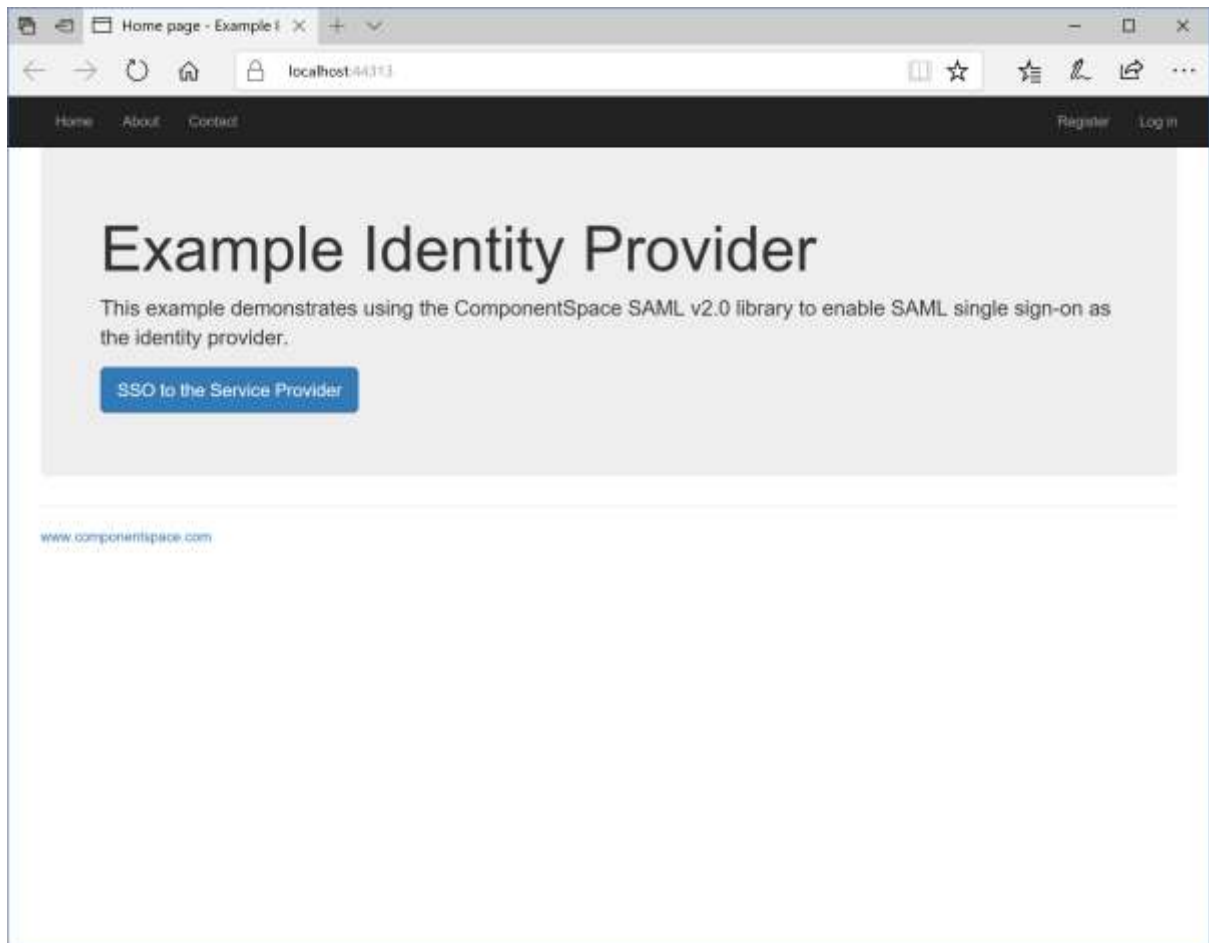 Home page - Example I
localhost:44313
Home About Contact Register Log in
Example Identity Provider
This example demonstrates using the ComponentSpace SAML v2.0 library to enable SAML single sign-on as
the identity provider.
SSO to the Service Provider
www.componentspace.com